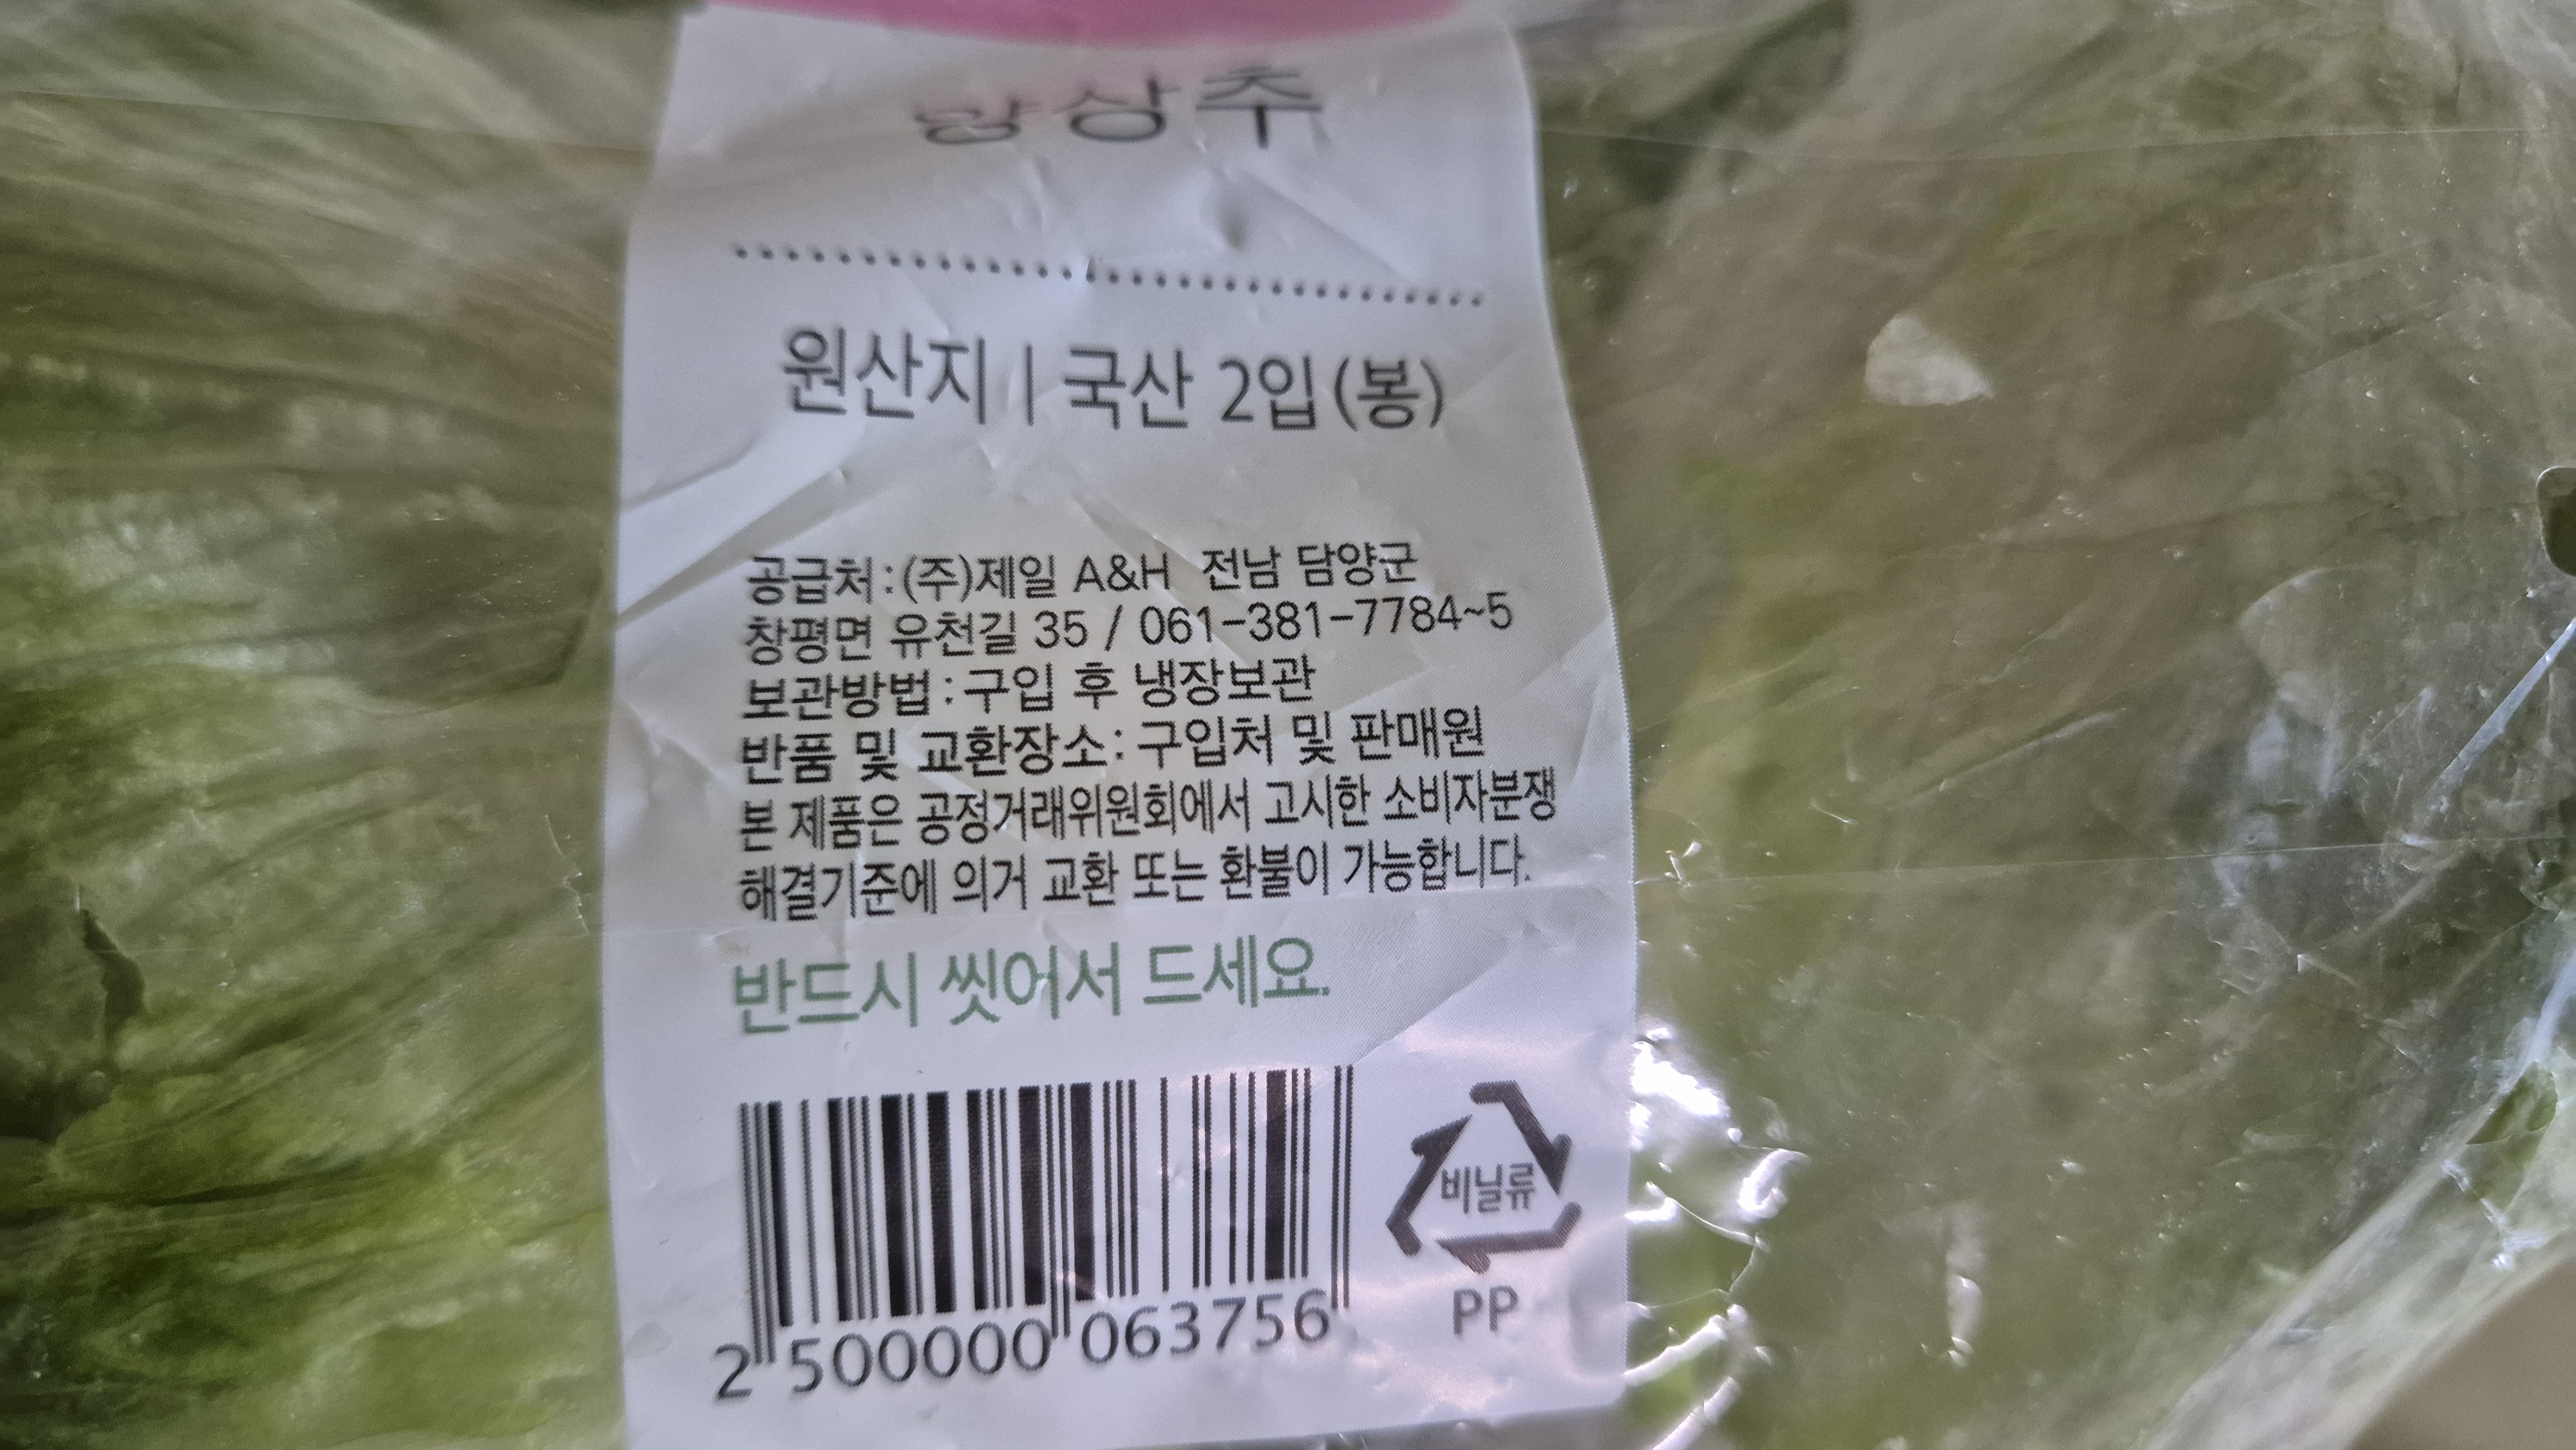 상추
원산지 | 국산 2입(봉)
공급처:(주)제일 A&H 전남 담양군
창평면 유천길 35 / 061-381-7784~5
보관방법:구입 후 냉장보관
반품 및 교환장소:구입처 및 판매원
본 제품은 공정거래위원회에서 고시한 소비자분쟁
해결기준에 의거 교환 또는 환불이 가능합니다.
반드시 씻어서 드세요.
비닐류
PP
2 500000 063756